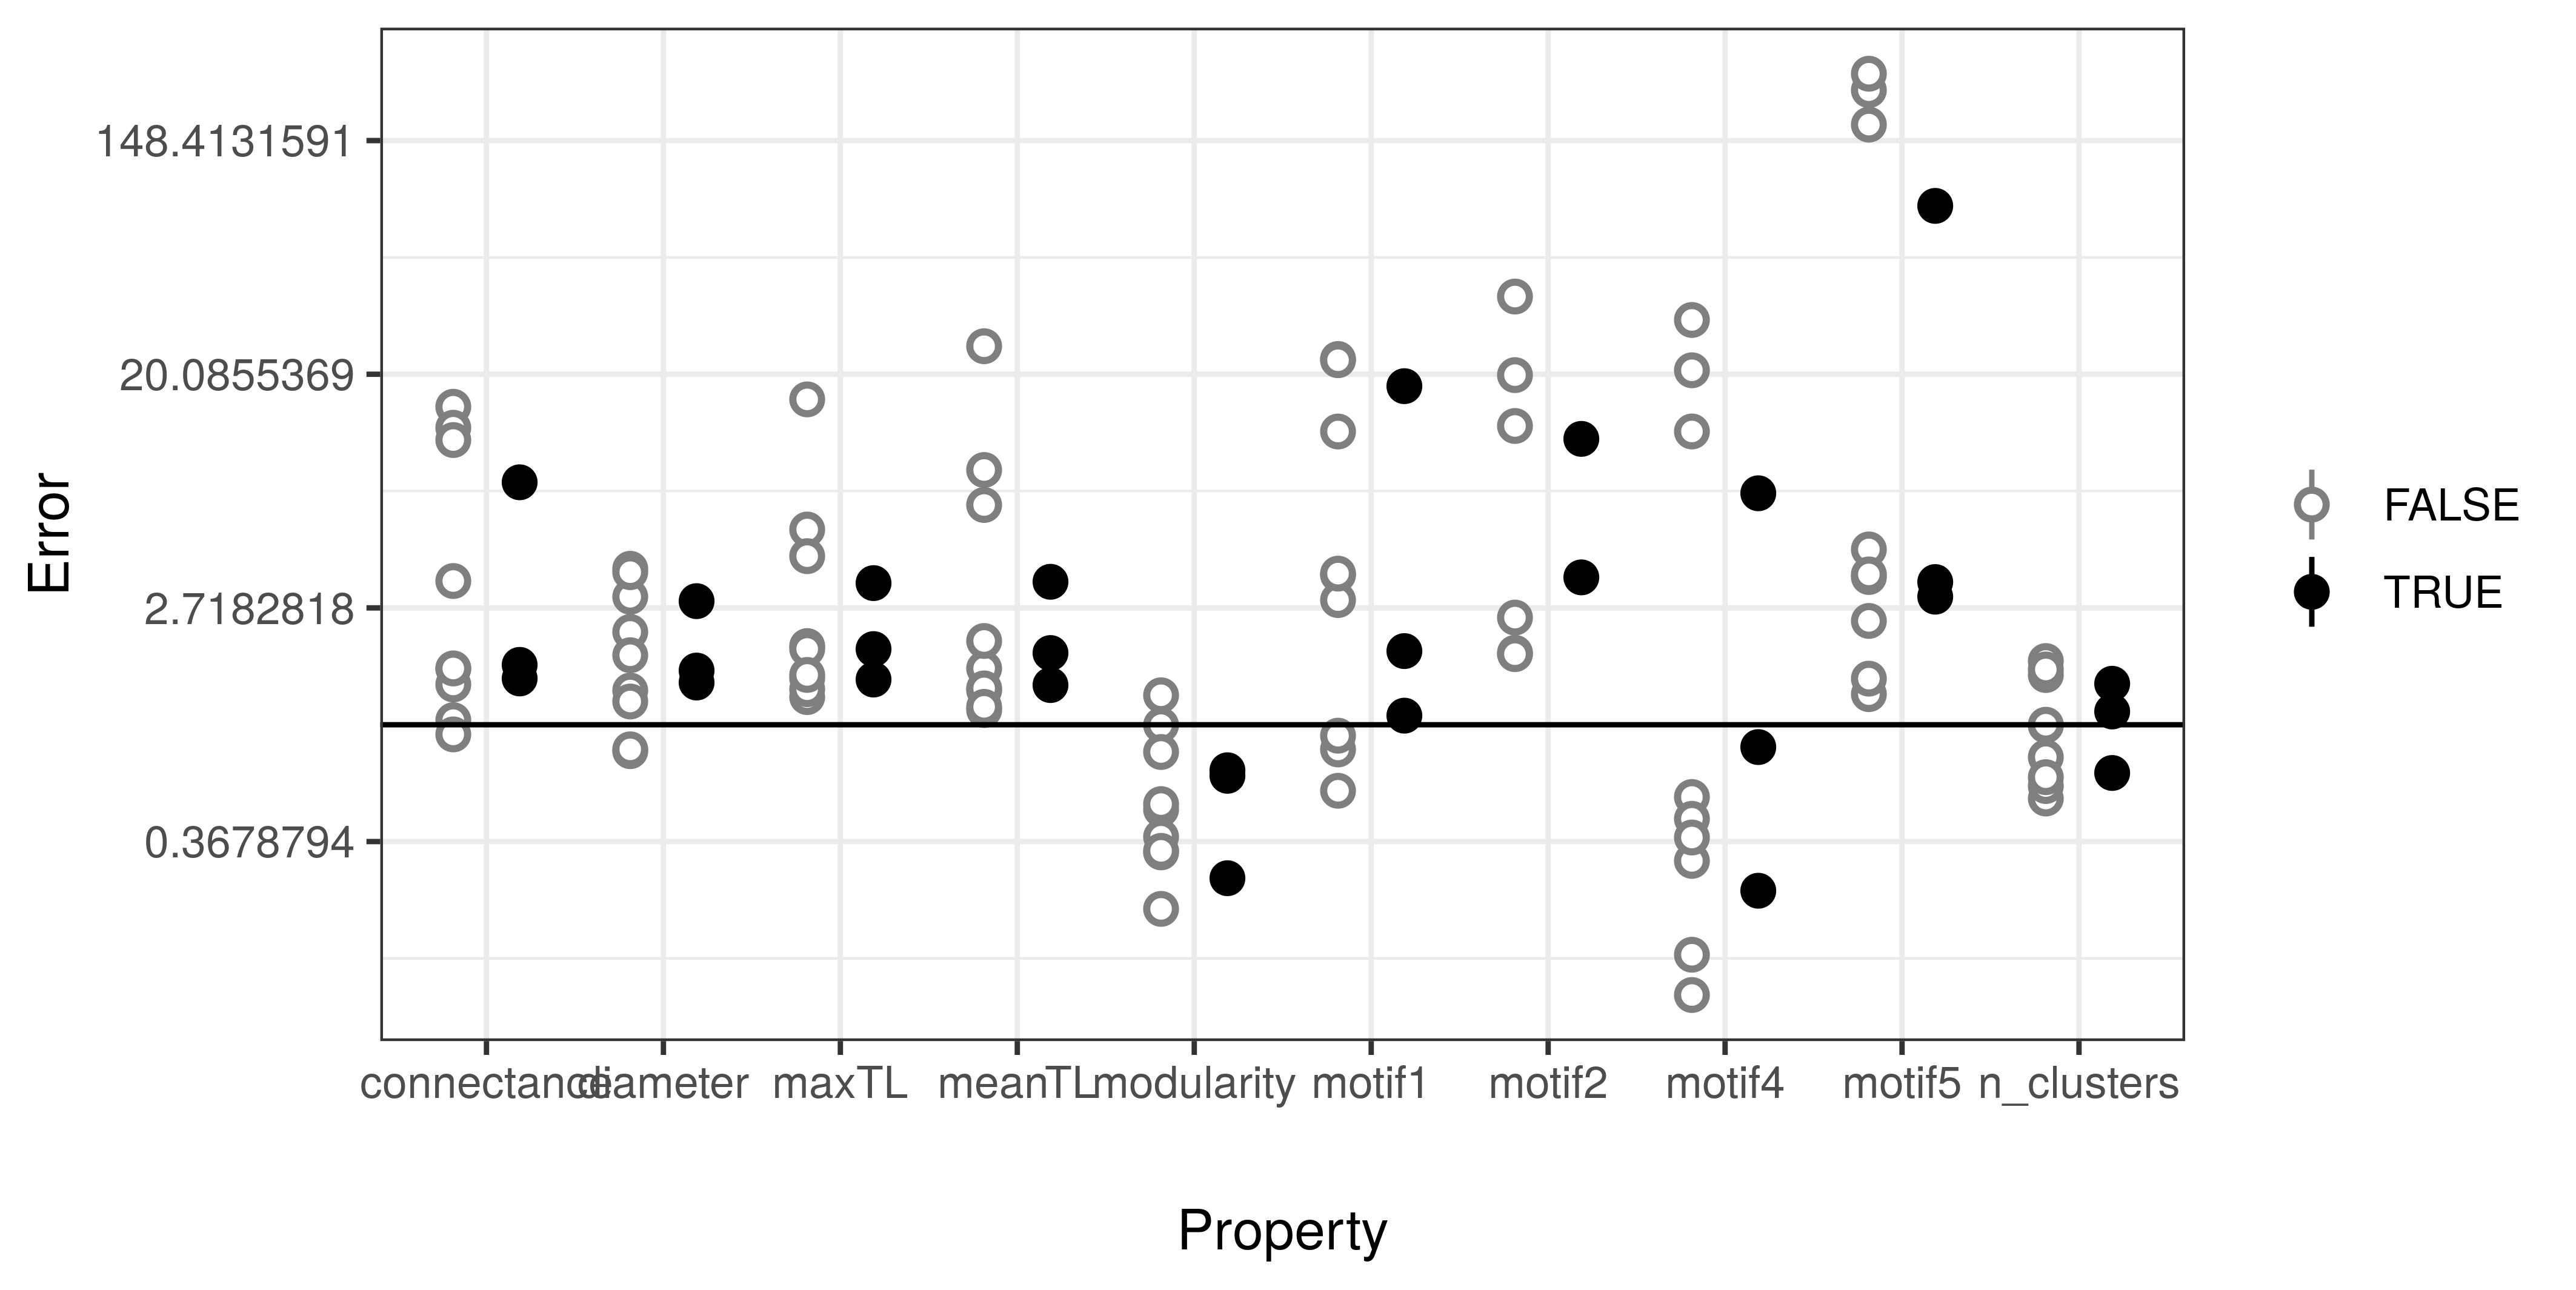 148.4131591
20.0855369
2.7182818
0.3678794
Error
connectance diameter maxTL meanTL modularity motif1 motif2 motif4 motif5 n_clusters
Property
FALSE
TRUE